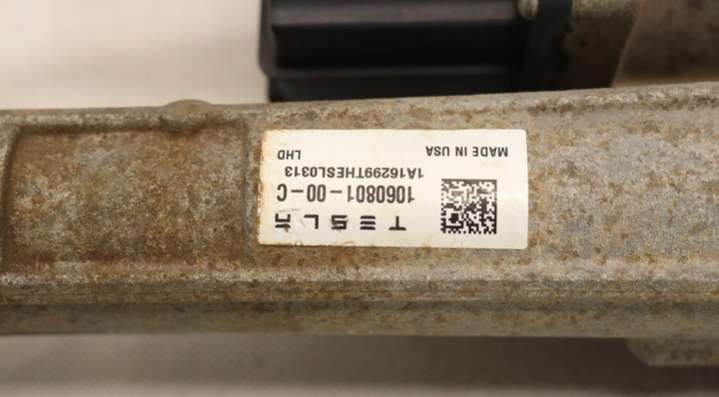 TESLA
1060801-00-C
1A16299THESL0313
LHD
MADE IN USA